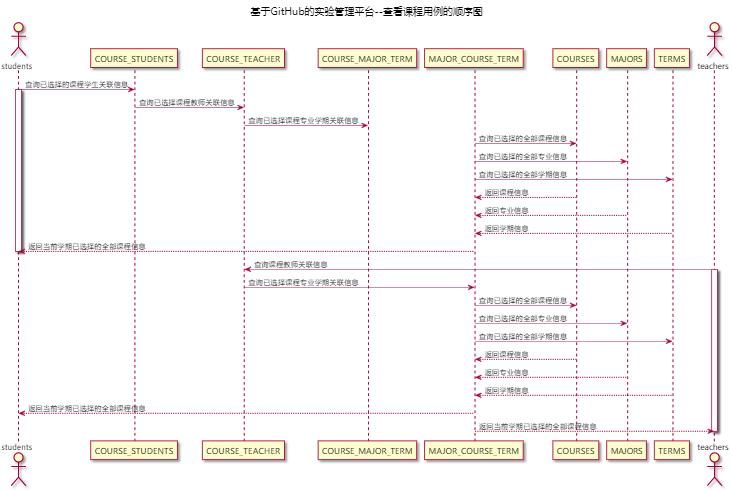 基于GitHub的实验管理平台--查看课程用例的顺序图
students
COURSE_STUDENTS
COURSE_TEACHER
COURSE_MAJOR_TERM
MAJOR_COURSE_TERM
COURSES
MAJORS
TERMS
teachers
查询已选择的课程学生关联信息
查询已选择课程教师关联信息
查询已选择课程专业学期关联信息
查询已选择的全部课程信息
查询已选择的全部专业信息
查询已选择的全部学期信息
返回课程信息
返回专业信息
返回学期信息
返回当前学期已选择的全部课程信息
查询课程教师关联信息
查询已选择课程专业学期关联信息
查询已选择的全部课程信息
查询已选择的全部专业信息
查询已选择的全部学期信息
返回课程信息
返回专业信息
返回学期信息
返回当前学期已选择的全部课程信息
返回当前学期已选择的全部课程信息
students
COURSE_STUDENTS
COURSE_TEACHER
COURSE_MAJOR_TERM
MAJOR_COURSE_TERM
COURSES
MAJORS
TERMS
teachers